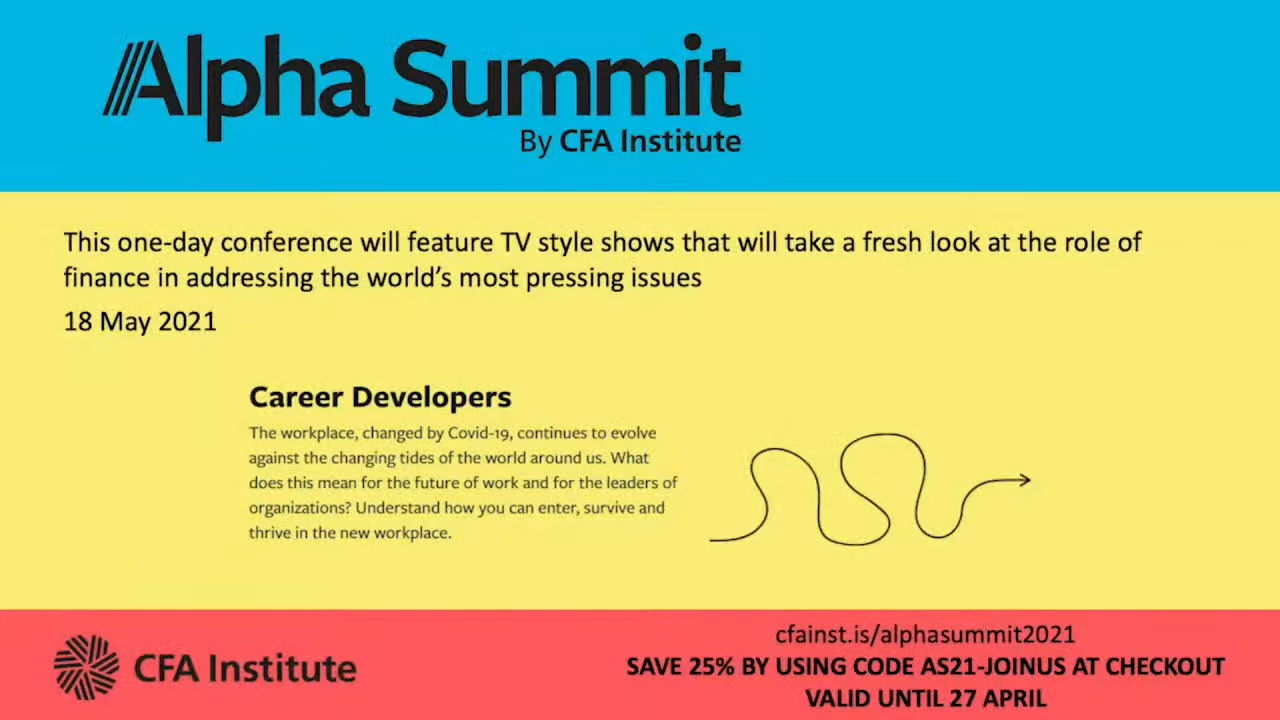 Alpha Summit
By CFA Institute
This one-day conference will feature TV style shows that will take a fresh look at the role of
finance in addressing the world's most pressing issues
18 May 2021
Career Developers
The workplace, changed by Covid-19, continues to evolve
against the changing tides of the world around us. What
does this mean for the future of work and for the leaders of
organizations? Understand how you can enter, survive and
thrive in the new workplace.
CFA Institute
cfainst.is/alphasummit2021
SAVE 25% BY USING CODE AS21-JOINUS AT CHECKOUT
VALID UNTIL 27 APRIL